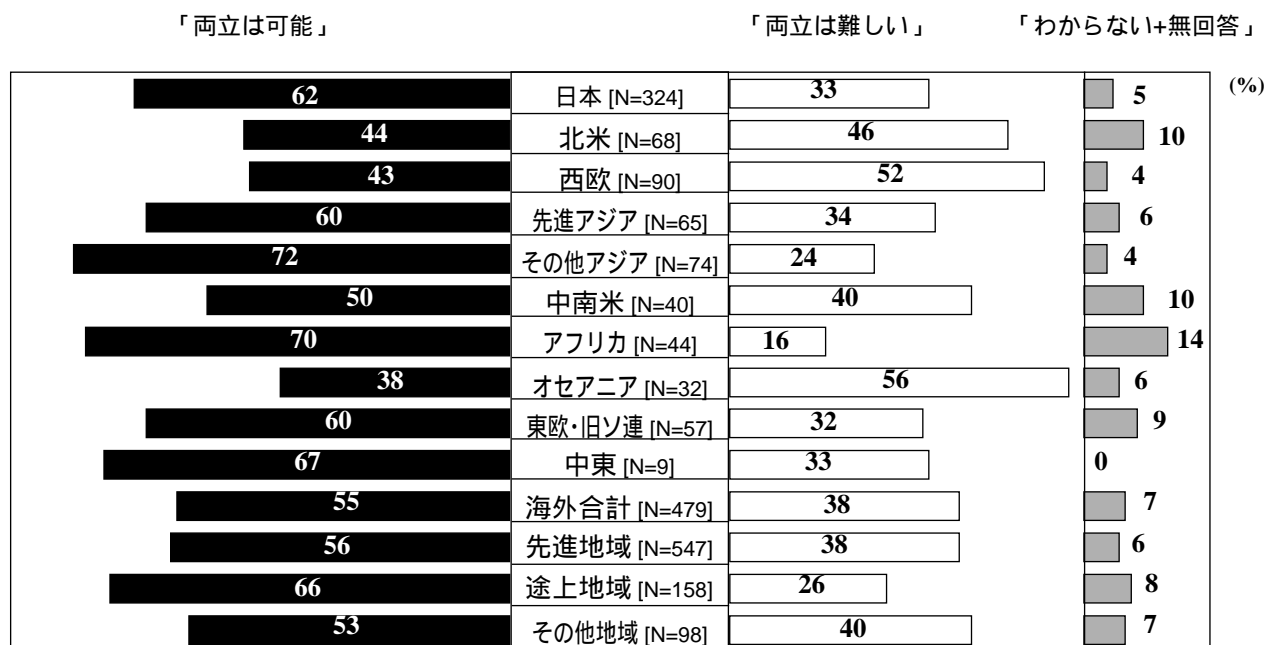 「両立は可能」 「両立は難しい」 「わからない+無回答」
(%)
62 日本 [N=324] 33 5
44 北米 [N=68] 46 10
43 西欧 [N=90] 52 4
60 先進アジア [N=65] 34 6
72 その他アジア [N=74] 24 4
50 中南米 [N=40] 40 10
70 アフリカ [N=44] 16 14
38 オセアニア [N=32] 56 6
60 東欧・旧ソ連 [N=57] 32 9
67 中東 [N=9] 33 0
55 海外合計 [N=479] 38 7
56 先進地域 [N=547] 38 6
66 途上地域 [N=158] 26 8
53 その他地域 [N=98] 40 7